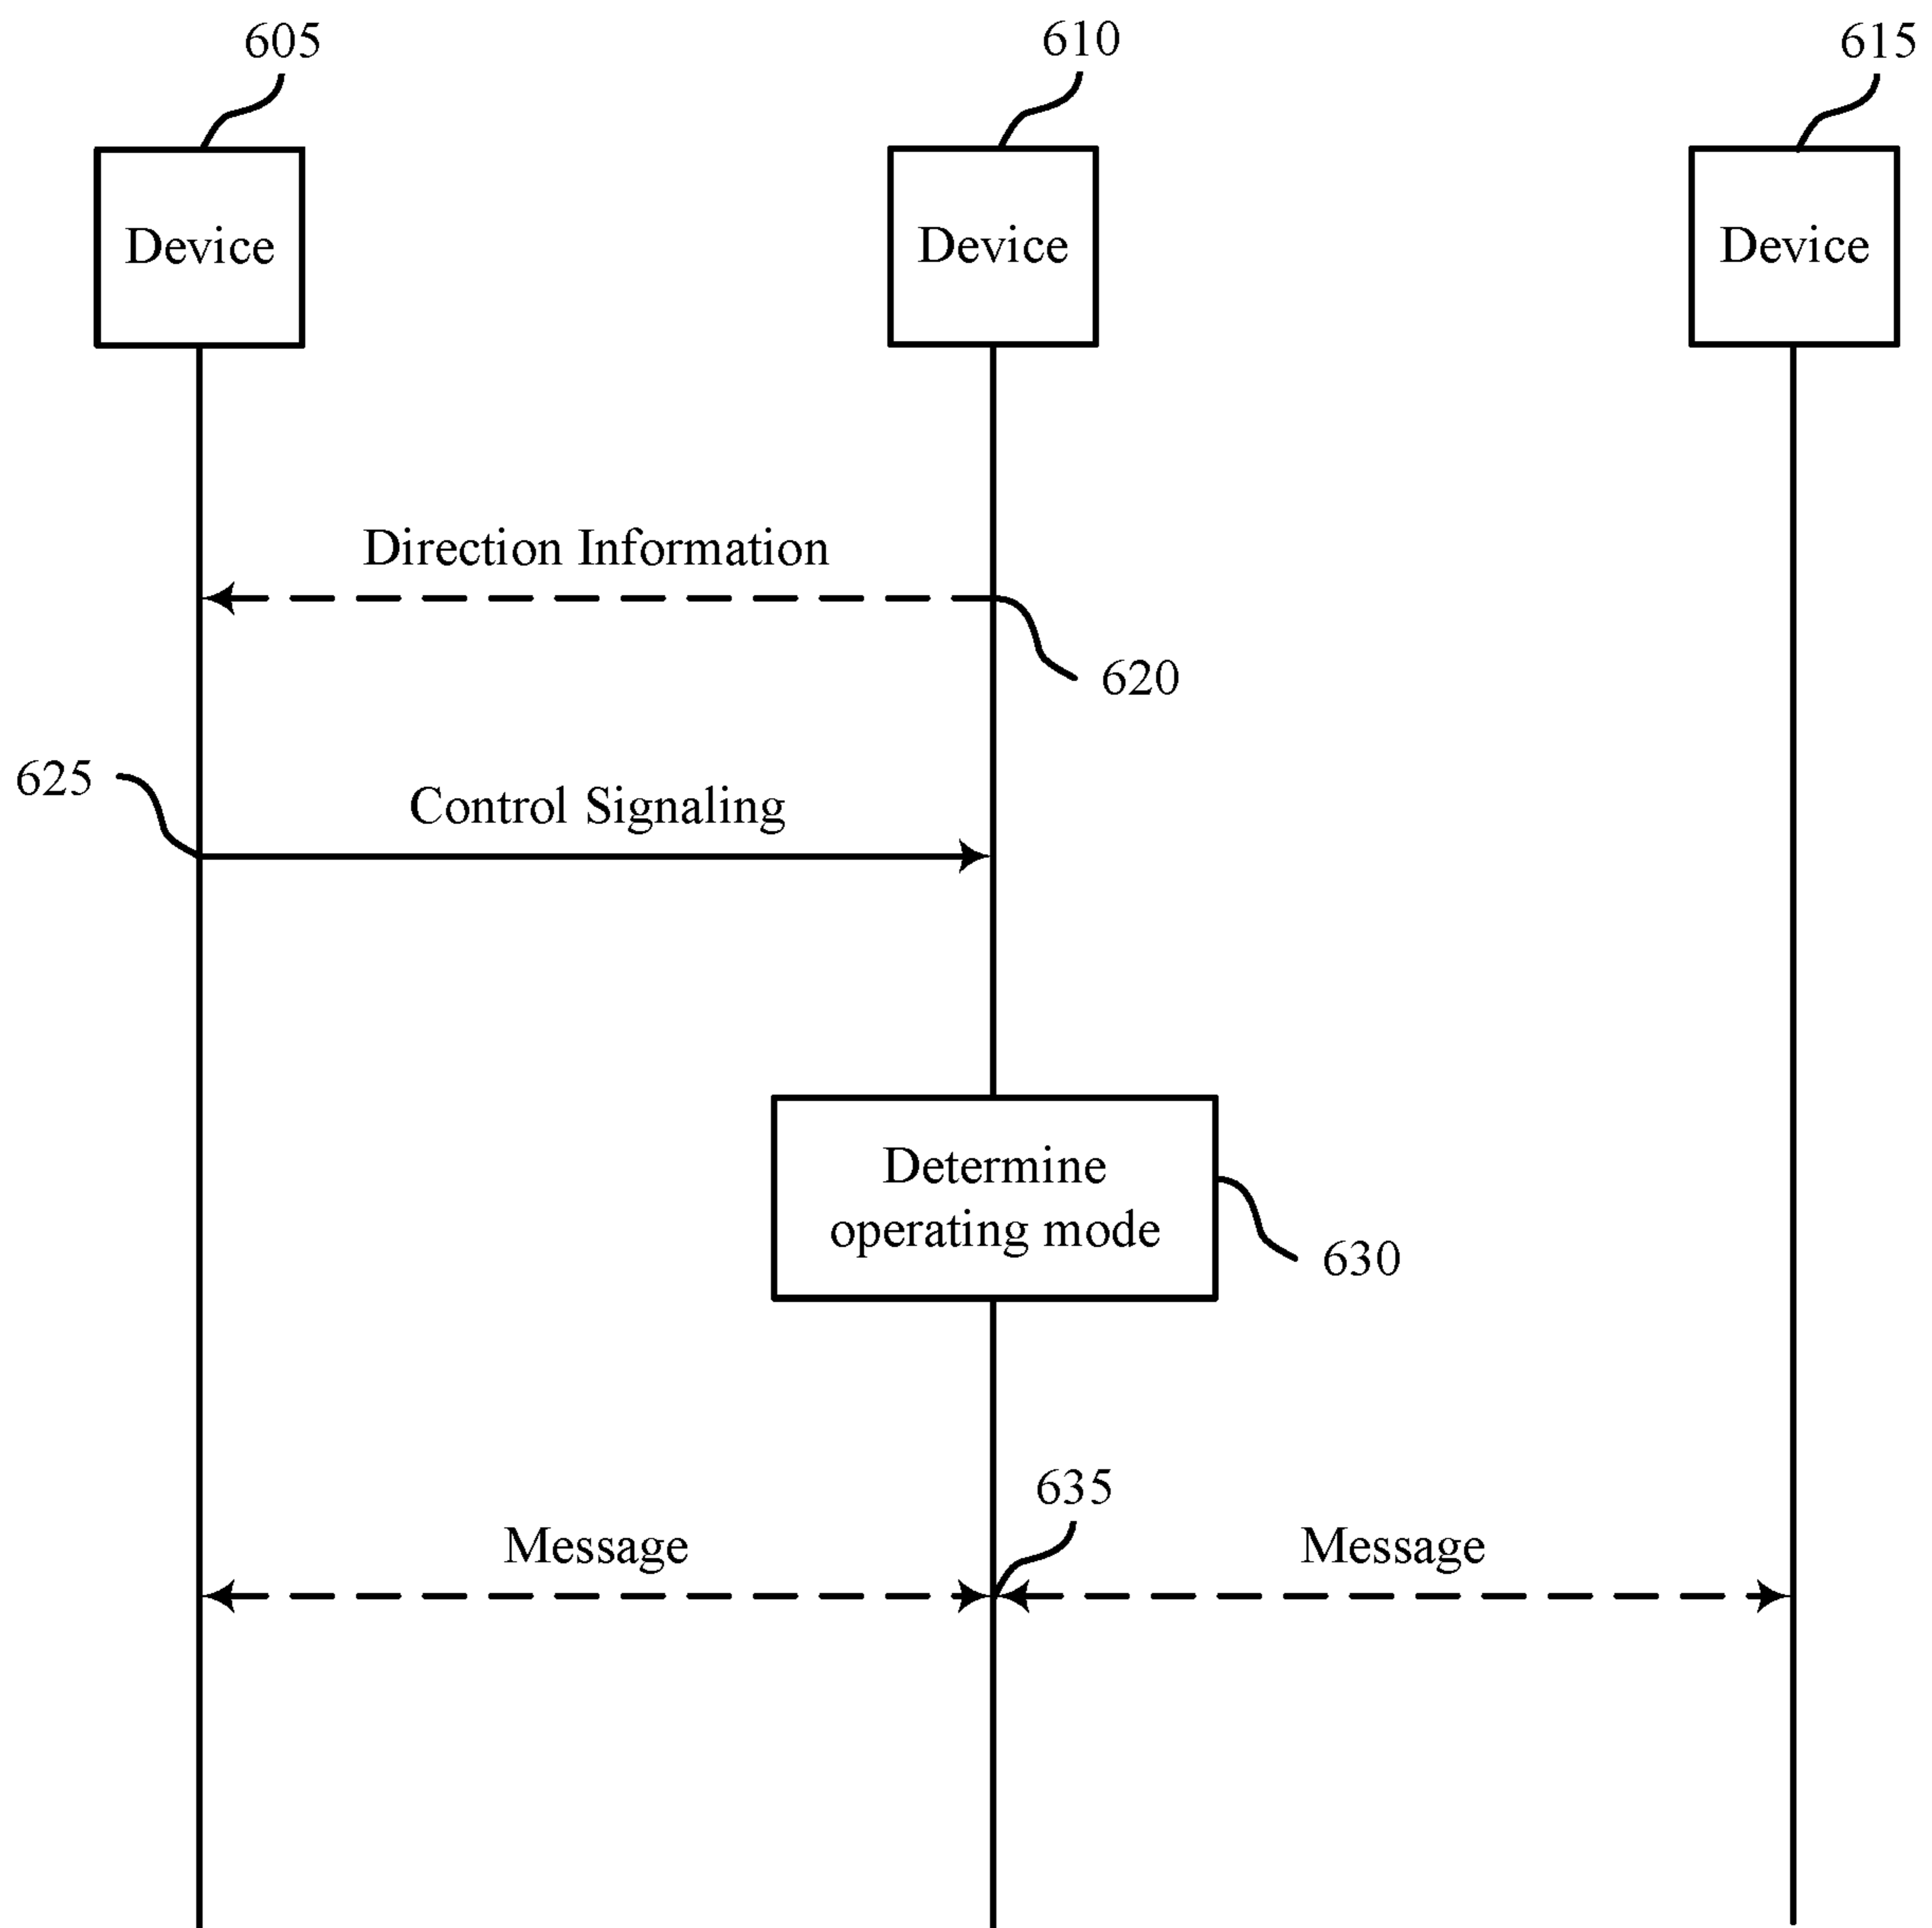 605
610
615
Device
Device
Device
Direction Information
620
625
Control Signaling
Determine
operating mode
630
635
Message
Message